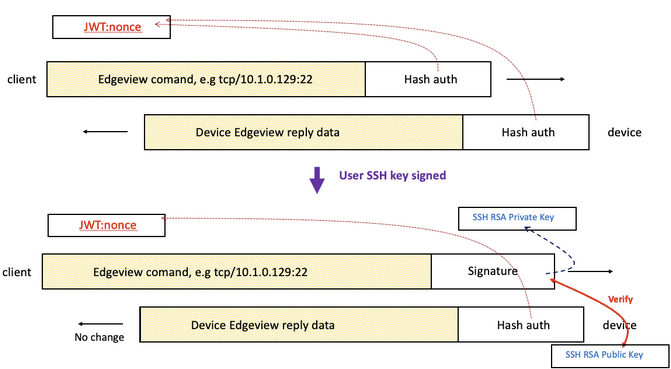 JWT:nonce
client
Edgeview comand, e.g tcp/10.1.0.129:22
Hash auth
Device Edgeview reply data
Hash auth
device
User SSH key signed
JWT:nonce
SSH RSA Private Key
client
Edgeview comand, e.g tcp/10.1.0.129:22
Signature
Verify
Device Edgeview reply data
Hash auth
device
No change
SSH RSA Public Key